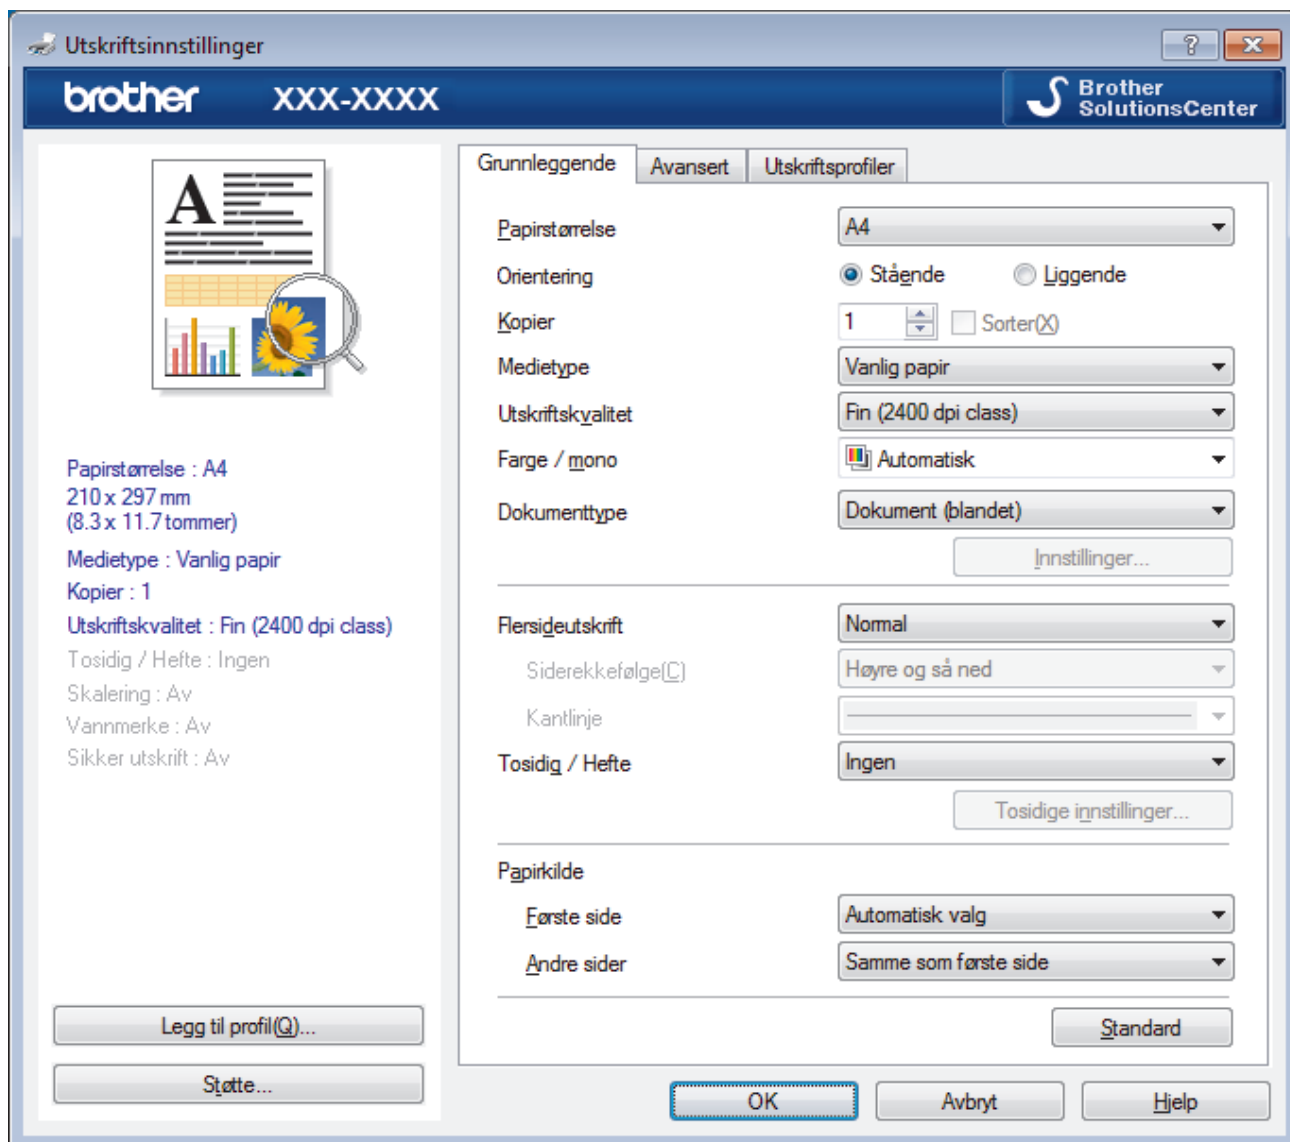 Utskriftsinnstillinger
brother XXX-XXXX
Brother
SolutionsCenter
A
Papirstørrelse : A4
210 x 297 mm
(8.3 x 11.7 tommer)
Medietype : Vanlig papir
Kopier : 1
Utskriftskvalitet : Fin (2400 dpi class)
Tosidig / Hefte : Ingen
Skalering : Av
Vannmerke : Av
Sikker utskrift : Av
Legg til profil(Q)...
Støtte...
Grunnleggende Avansert Utskriftsprofiler
Papirstørrelse A4
Orientering Stående Liggende
Kopier 1 Sorter(X)
Medietype Vanlig papir
Utskriftskvalitet Fin (2400 dpi class)
Farge / mono Automatisk
Dokumenttype Dokument (blandet)
Innstillinger...
Flersideutskrift Normal
Siderekkefølge(C) Høyre og så ned
Kantlinje
Tosidig / Hefte Ingen
Tosidige innstillinger...
Papirkilde
Første side Automatisk valg
Andre sider Samme som første side
Standard
OK Avbryt Hjelp